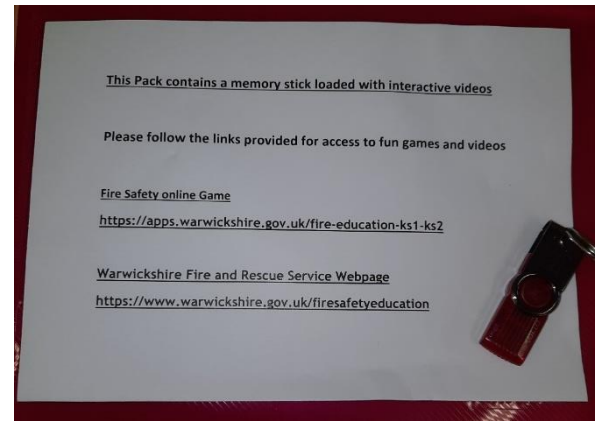 This Pack contains a memory stick loaded with interactive videos
Please follow the links provided for access to fun games and videos
Fire Safety online Game
https://apps.warwickshire.gov.uk/fire-education-ks1-ks2
Warwickshire Fire and Rescue Service Webpage
https://www.warwickshire.gov.uk/firesafetyeducation